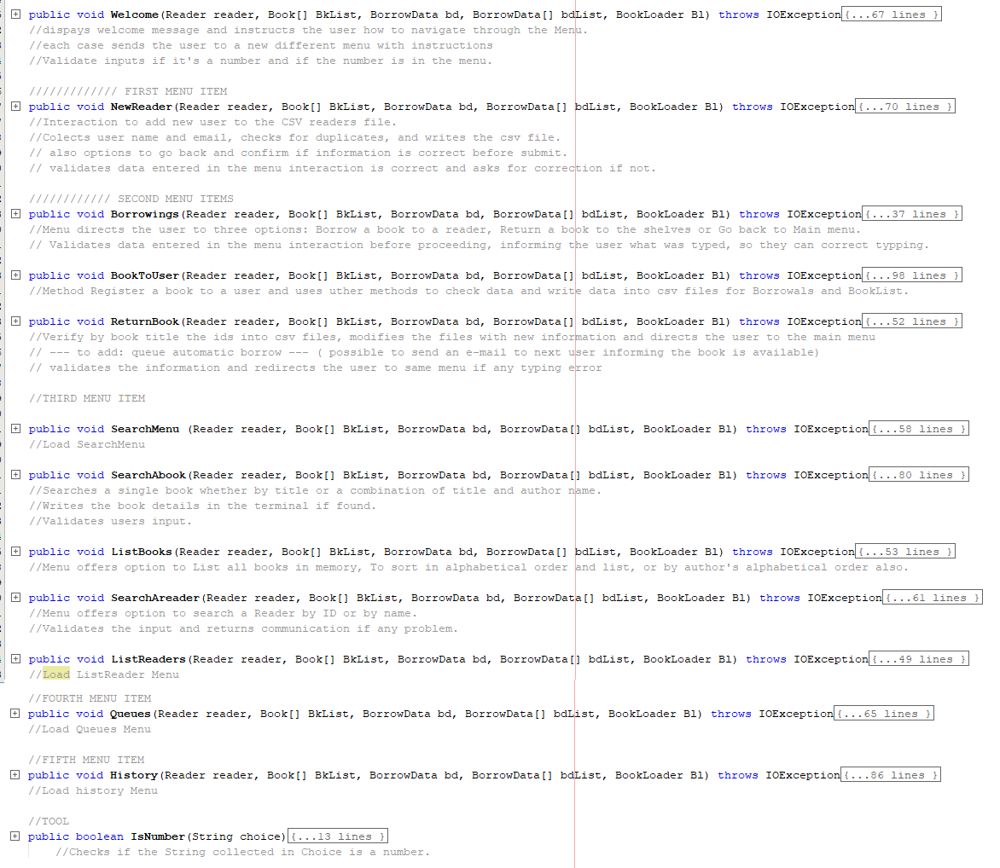 public void Welcome(Reader reader, Book[] BkList, BorrowData bd, BorrowData[] bdList, BookLoader Bl) throws IOException{...67 lines }
//dispays welcome message and instructs the user how to navigate through the Menu.
//each case sends the user to a new different menu with instructions
//Validate inputs if it's a number and if the number is in the menu.
///////////// FIRST MENU ITEM
public void NewReader(Reader reader, Book[] BkList, BorrowData bd, BorrowData[] bdList, BookLoader Bl) throws IOException{...70 lines }
//Interaction to add new user to the CSV readers file.
//Colects user name and email, checks for duplicates, and writes the csv file.
// also options to go back and confirm if information is correct before submit.
// validates data entered in the menu interaction is correct and asks for correction if not.
//////////// SECOND MENU ITEMS
public void Borrowings(Reader reader, Book[] BkList, BorrowData bd, BorrowData[] bdList, BookLoader Bl) throws IOException{...37 lines }
//Menu directs the user to three options: Borrow a book to a reader, Return a book to the shelves or Go back to Main menu.
// Validates data entered in the menu interaction before proceeding, informing the user what was typed, so they can correct typping.
public void BookToUser(Reader reader, Book[] BkList, BorrowData bd, BorrowData[] bdList, BookLoader Bl) throws IOException{...98 lines }
//Method Register a book to a user and uses uther methods to check data and write data into csv files for Borrowals and BookList.
public void ReturnBook(Reader reader, Book[] BkList, BorrowData bd, BorrowData[] bdList, BookLoader Bl) throws IOException{...52 lines }
//Verify by book title the ids into csv files, modifies the files with new information and directs the user to the main menu
// --- to add: queue automatic borrow --- ( possible to send an e-mail to next user informing the book is available)
// validates the information and redirects the user to same menu if any typing error
//THIRD MENU ITEM
public void SearchMenu (Reader reader, Book[] BkList, BorrowData bd, BorrowData[] bdList, BookLoader Bl) throws IOException{...58 lines }
//Load SearchMenu
public void SearchAbook(Reader reader, Book[] BkList, BorrowData bd, BorrowData[] bdList, BookLoader Bl) throws IOException{...80 lines }
//Searches a single book whether by title or a combination of title and author name.
//Writes the book details in the terminal if found.
//Validates users input.
public void ListBooks(Reader reader, Book[] BkList, BorrowData bd, BorrowData[] bdList, BookLoader Bl) throws IOException{...53 lines }
//Menu offers option to List all books in memory, To sort in alphabetical order and list, or by author's alphabetical order also.
public void SearchAreader(Reader reader, Book[] BkList, BorrowData bd, BorrowData[] bdList, BookLoader Bl) throws IOException{...61 lines }
//Menu offers option to search a Reader by ID or by name.
//Validates the input and returns communication if any problem.
public void ListReaders(Reader reader, Book[] BkList, BorrowData bd, BorrowData[] bdList, BookLoader Bl) throws IOException{...49 lines }
//Load ListReader Menu
//FOURTH MENU ITEM
public void Queues(Reader reader, Book[] BkList, BorrowData bd, BorrowData[] bdList, BookLoader Bl) throws IOException{...65 lines }
//Load Queues Menu
//FIFTH MENU ITEM
public void History(Reader reader, Book[] BkList, BorrowData bd, BorrowData[] bdList, BookLoader Bl) throws IOException{...86 lines }
//Load history Menu
//TOOL
public boolean IsNumber(String choice){...13 lines }
//Checks if the String collected in Choice is a number.